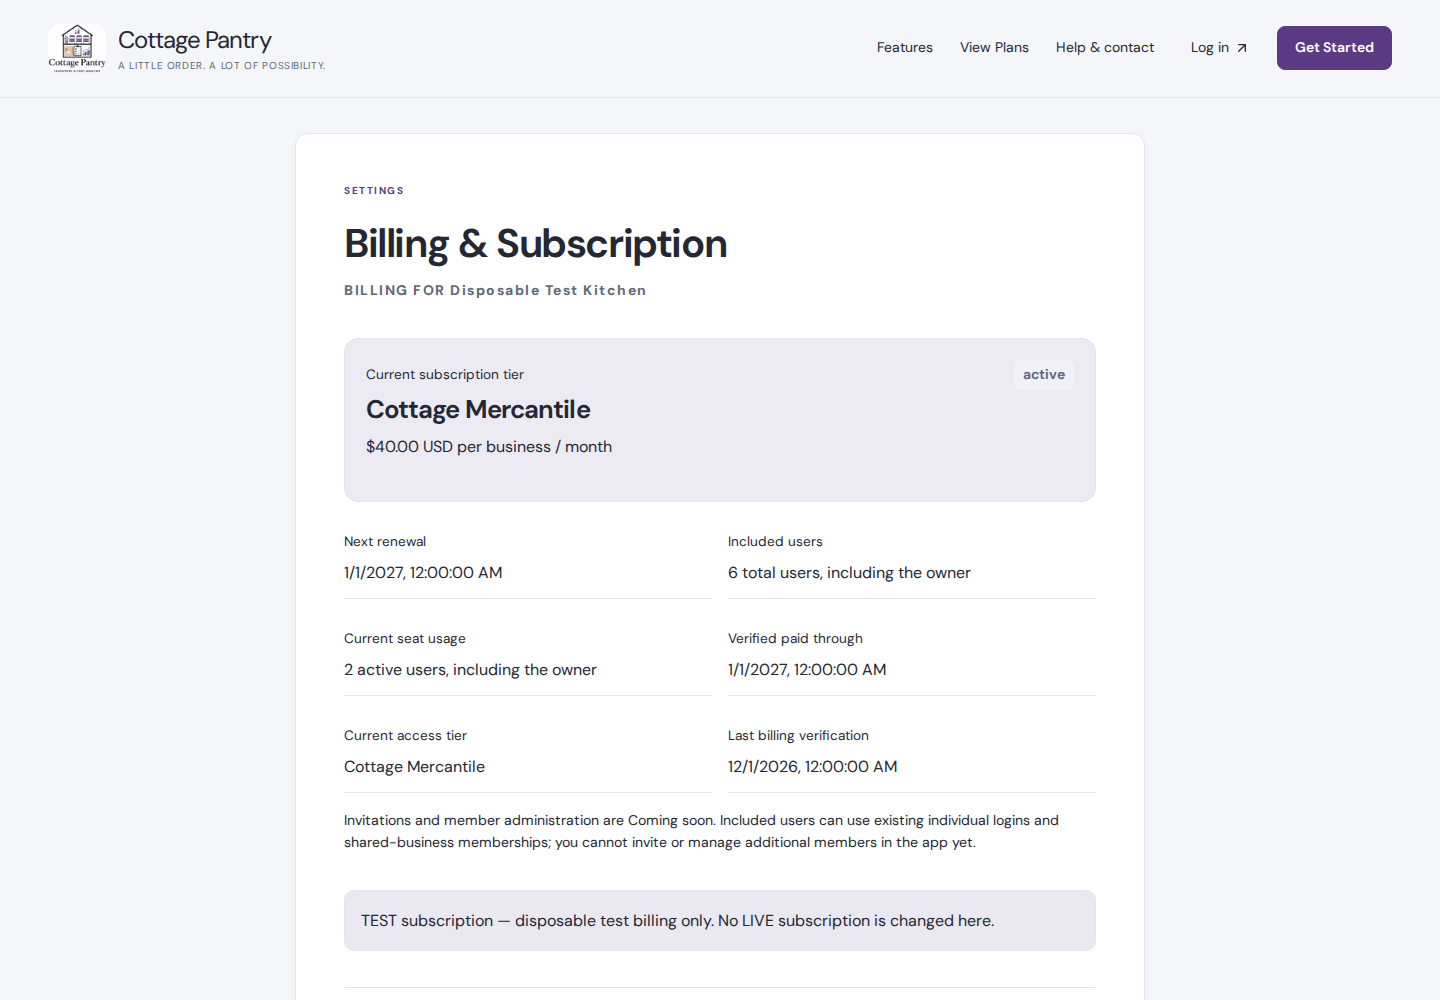 Cottage Pantry
Cottage Pantry
A LITTLE ORDER. A LOT OF POSSIBILITY.
Features
View Plans
Help & contact
Log in
Get Started
SETTINGS
Billing & Subscription
BILLING FOR Disposable Test Kitchen
Current subscription tier
active
Cottage Mercantile
$40.00 USD per business / month
Next renewal
1/1/2027, 12:00:00 AM
Included users
6 total users, including the owner
Current seat usage
2 active users, including the owner
Verified paid through
1/1/2027, 12:00:00 AM
Current access tier
Cottage Mercantile
Last billing verification
12/1/2026, 12:00:00 AM
Invitations and member administration are Coming soon. Included users can use existing individual logins and
shared-business memberships; you cannot invite or manage additional members in the app yet.
TEST subscription — disposable test billing only. No LIVE subscription is changed here.